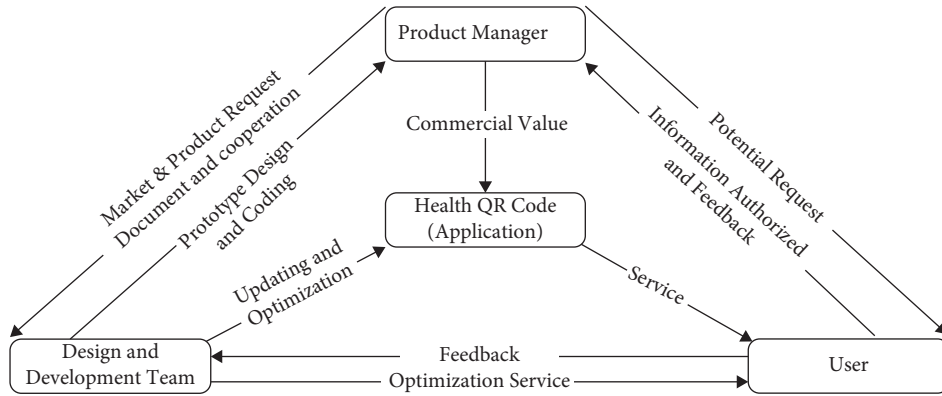 Product Manager
Market & Product Request
Document and cooperation
Prototype Design
and Coding
Commercial Value
Potential Request
Information Authorized
and Feedback
Health QR Code
(Application)
Updating and
Optimization
Service
Design and
Development Team
Feedback
Optimization Service
User